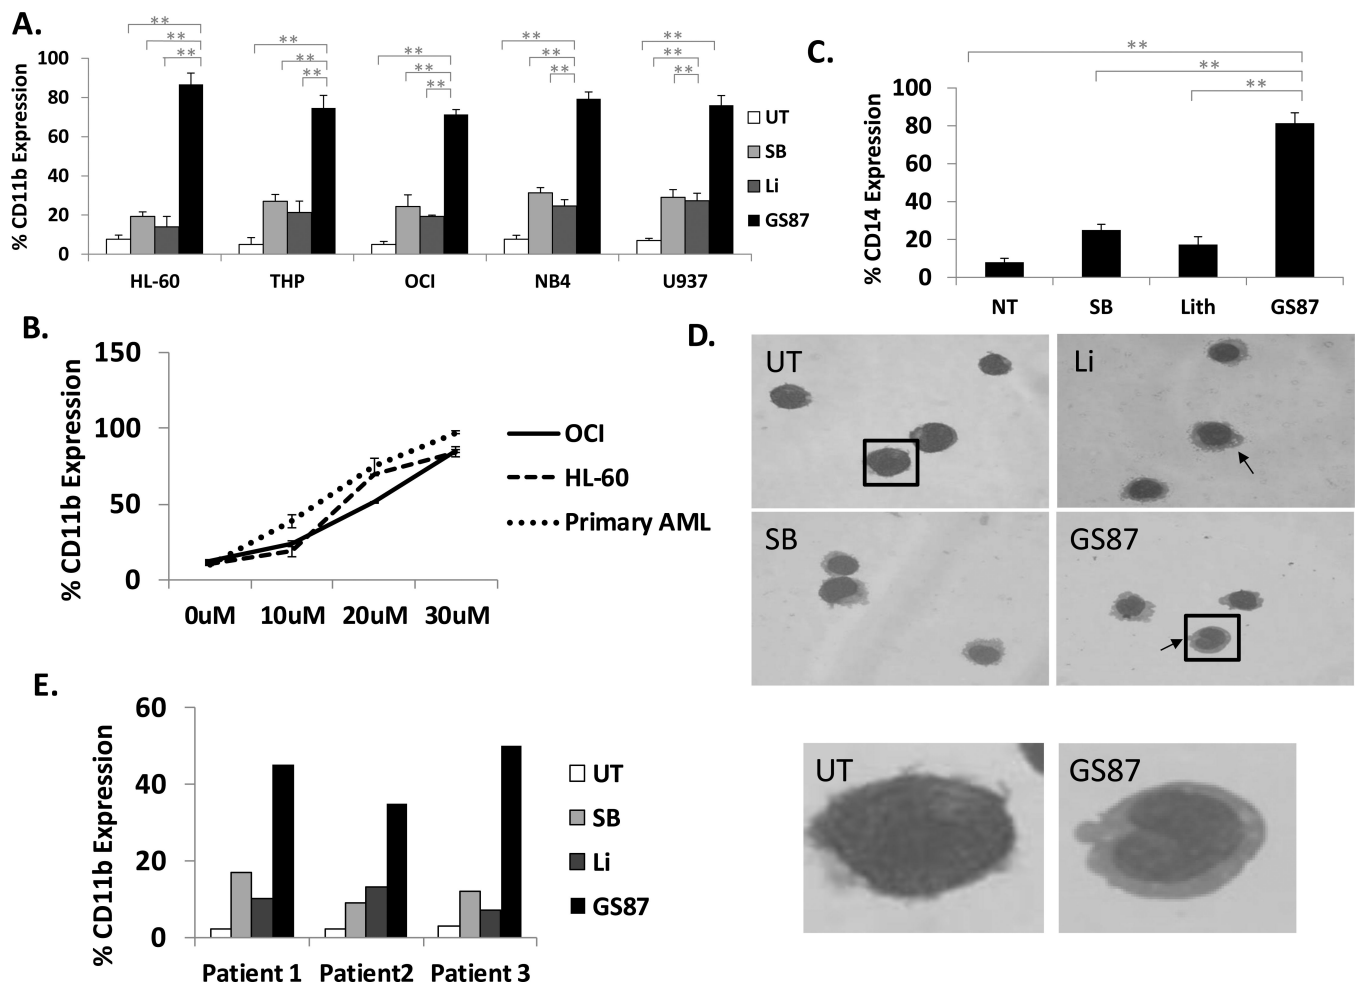 A.
** ** ** ** **
** ** ** ** **
** ** ** ** **
% CD11b Expression
100
80
60
40
20
0
HL-60 THP OCI NB4 U937
UT
SB
Li
GS87
C.
**
**
**
% CD14 Expression
100
80
60
40
20
0
NT SB Lith GS87
B.
% CD11b Expression
150
100
50
0
0uM 10uM 20uM 30uM
OCI
HL-60
Primary AML
D.
UT
Li
SB
GS87
UT
GS87
E.
% CD11b Expression
60
40
20
0
Patient 1 Patient2 Patient 3
UT
SB
Li
GS87